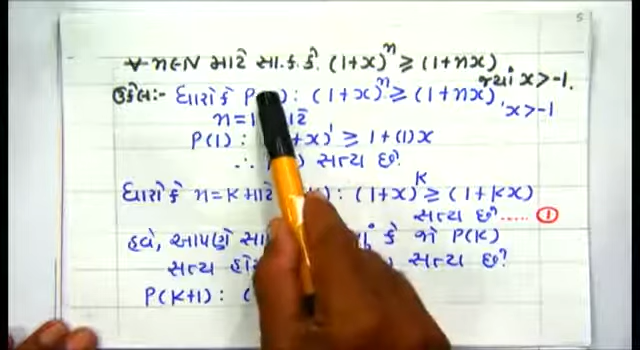 5
∀ n∈N માટે સા.ક.કે. (1+x)ⁿ ≥ (1+nx)
જ્યાં x > -1.
ઉકેલ:- ધારોકે P( ): (1+x)ⁿ ≥ (1+nx) , x > -1
n=1
P(1): +x)¹ ≥ 1+(1)x
∴ સત્ય છે.
ધારોકે n=k માટે : (1+x)ᵏ ≥ (1+kx)
સત્ય છે ..... ①
હવે, આપણે કે જો P(k)
સત્ય સત્ય છે?
P(k+1): (